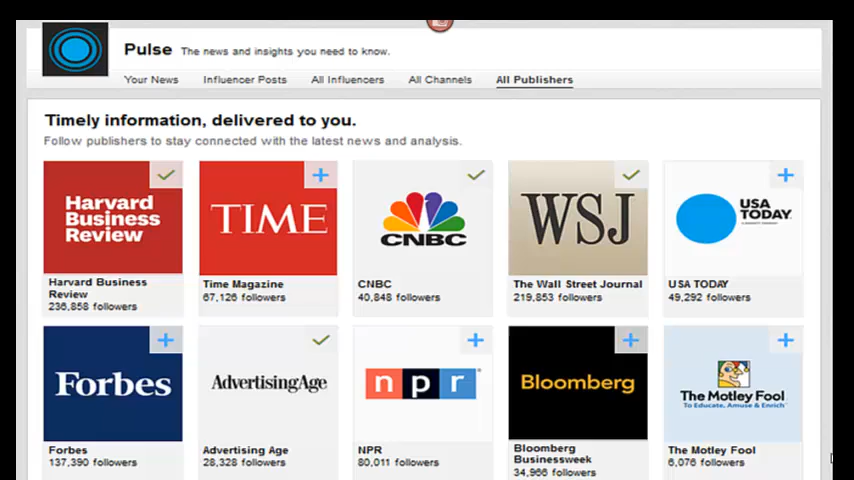 Pulse The news and insights you need to know.
Your News Influencer Posts All Influencers All Channels All Publishers
Timely information, delivered to you.
Follow publishers to stay connected with the latest news and analysis.
Harvard
Business
Review
TIME
CNBC
WSJ
USA
TODAY
Harvard Business
Review
236,858 followers
Time Magazine
67,126 followers
CNBC
40,848 followers
The Wall Street Journal
219,853 followers
USA TODAY
49,292 followers
Forbes
AdvertisingAge
npr
Bloomberg
The Motley Fool
To Educate, Amuse & Enrich
Forbes
137,390 followers
Advertising Age
28,328 followers
NPR
80,011 followers
Bloomberg
Businessweek
34,966 followers
The Motley Fool
6,076 followers